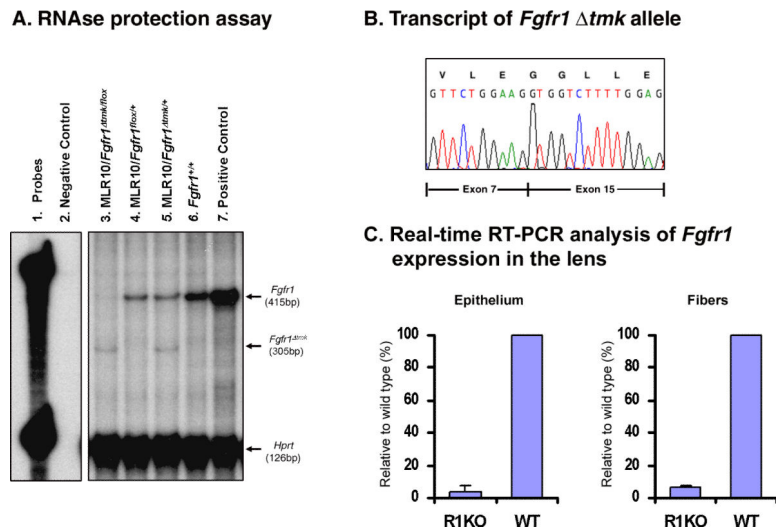 A. RNAse protection assay
1. Probes
2. Negative Control
3. MLR10/Fgfr1Δtmk/flox
4. MLR10/Fgfr1flox/+
5. MLR10/Fgfr1Δtmk/+
6. Fgfr1+/+
7. Positive Control
Fgfr1
(415bp)
Fgfr1Δtmk
(305bp)
Hprt
(126bp)
B. Transcript of Fgfr1 Δtmk allele
V L E G G L L E
GTTCTGGAAGGTGGTCTTTTGGAG
Exon 7 Exon 15
C. Real-time RT-PCR analysis of Fgfr1
expression in the lens
Epithelium
Relative to wild type (%)
100
80
60
40
20
0
R1KO WT
Fibers
Relative to wild type (%)
100
80
60
40
20
0
R1KO WT